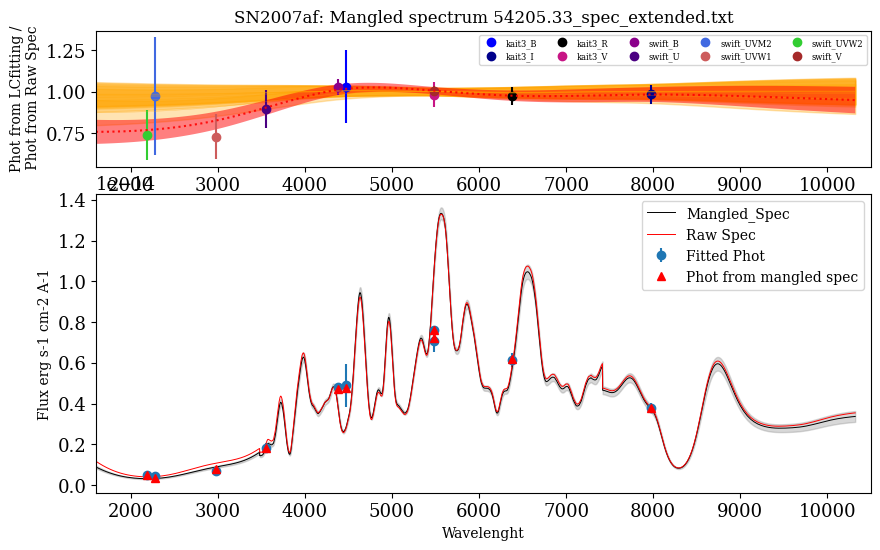 SN2007af: Mangled spectrum 54205.33_spec_extended.txt
Phot from LCfitting /
Phot from Raw Spec
1.25
1.00
0.75
kait3_B kait3_R swift_B swift_UVM2 swift_UVW2
kait3_I kait3_V swift_U swift_UVW1 swift_V
2000 3000 4000 5000 6000 7000 8000 9000 10000
Flux erg s-1 cm-2 A-1
1.4
1.2
1.0
0.8
0.6
0.4
0.2
0.0
Mangled_Spec
Raw Spec
Fitted Phot
Phot from mangled spec
2000 3000 4000 5000 6000 7000 8000 9000 10000
Wavelenght